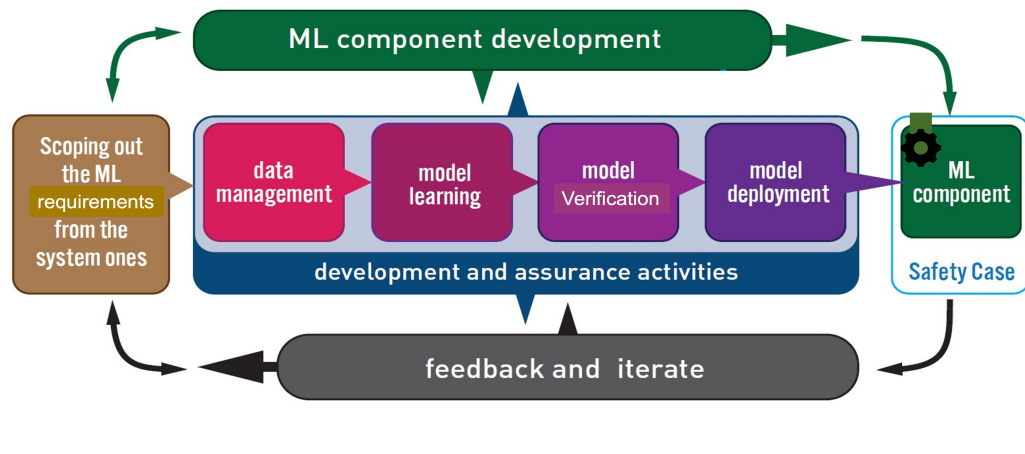 ML component development
Scoping out
the ML
requirements
from the
system ones
data
management
model
learning
model
Verification
model
deployment
ML
component
Safety Case
development and assurance activities
feedback and iterate